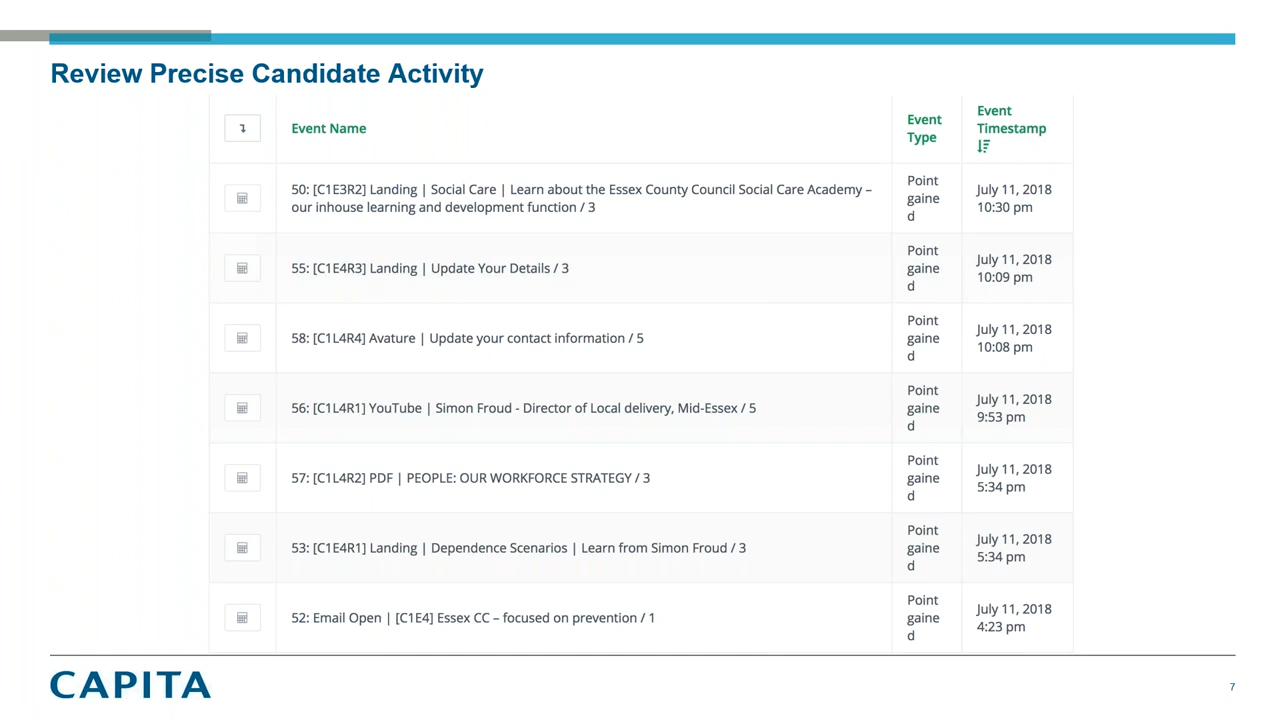 Review Precise Candidate Activity
Event Name
Event
Type
Event
Timestamp
50: [C1E3R2] Landing | Social Care | Learn about the Essex County Council Social Care Academy –
our inhouse learning and development function / 3
Point
gaine
d
July 11, 2018
10:30 pm
55: [C1E4R3] Landing | Update Your Details / 3
Point
gaine
d
July 11, 2018
10:09 pm
58: [C1L4R4] Avature | Update your contact information / 5
Point
gaine
d
July 11, 2018
10:08 pm
56: [C1L4R1] YouTube | Simon Froud - Director of Local delivery, Mid-Essex / 5
Point
gaine
d
July 11, 2018
9:53 pm
57: [C1L4R2] PDF | PEOPLE: OUR WORKFORCE STRATEGY / 3
Point
gaine
d
July 11, 2018
5:34 pm
53: [C1E4R1] Landing | Dependence Scenarios | Learn from Simon Froud / 3
Point
gaine
d
July 11, 2018
5:34 pm
52: Email Open | [C1E4] Essex CC – focused on prevention / 1
Point
gaine
d
July 11, 2018
4:23 pm
CAPITA
7